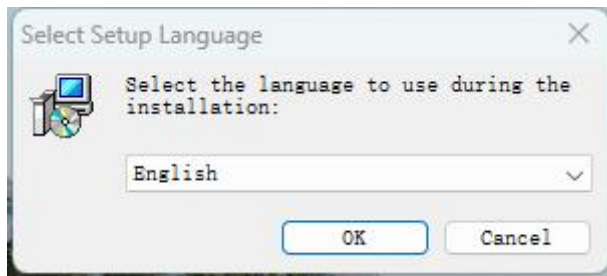 Select Setup Language
Select the language to use during the
installation:
English
OK
Cancel